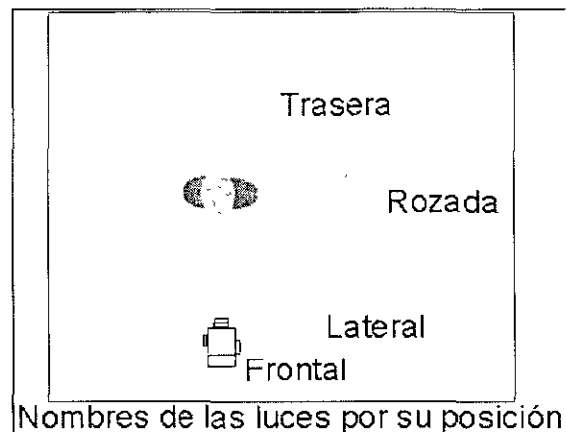 Trasera
Rozada
Lateral
Frontal
Nombres de las luces por su posición